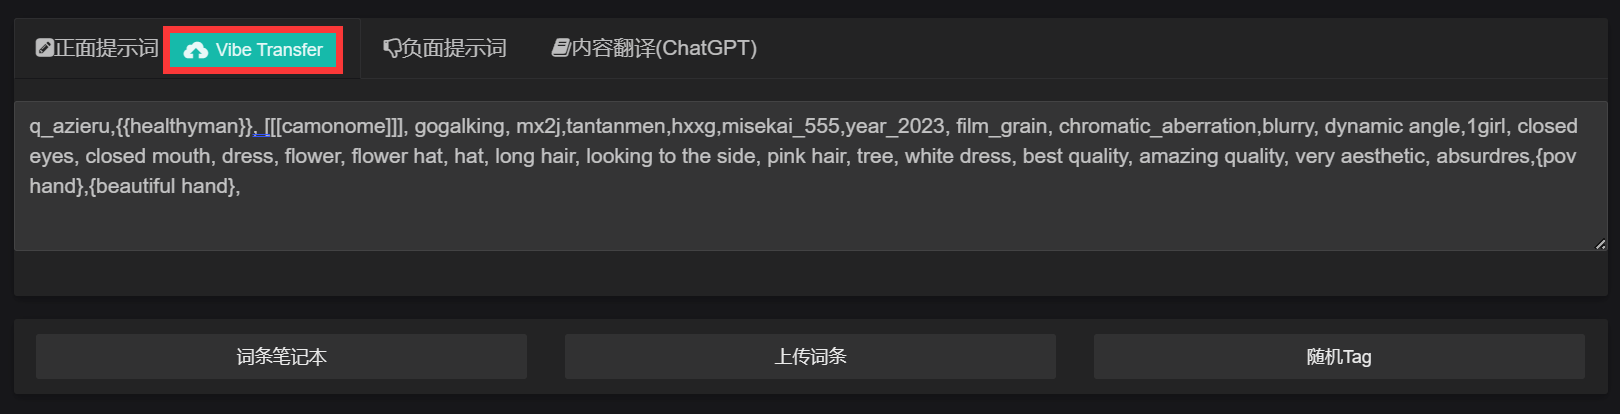 正面提示词 Vibe Transfer 负面提示词 内容翻译(ChatGPT)
q_azieru,{{healthyman}}, [[[camonome]]], gogalking, mx2j,tantanmen,hxxg,misekai_555,year_2023, film_grain, chromatic_aberration,blurry, dynamic angle,1girl, closed
eyes, closed mouth, dress, flower, flower hat, hat, long hair, looking to the side, pink hair, tree, white dress, best quality, amazing quality, very aesthetic, absurdres,{pov
hand},{beautiful hand},
词条笔记本 上传词条 随机Tag